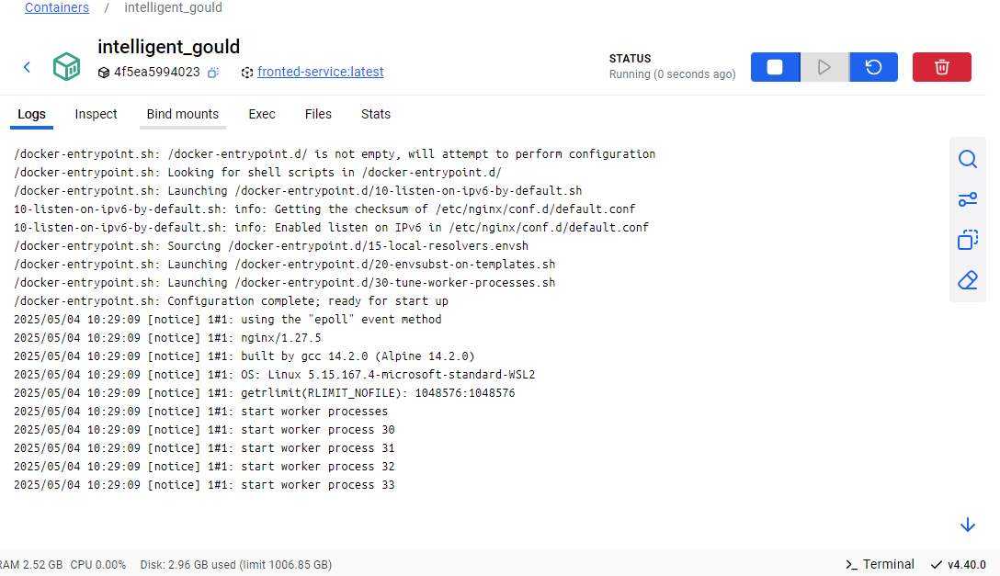 Containers / intelligent_gould
intelligent_gould
4f5ea5994023 fronted-service:latest
STATUS
Running (0 seconds ago)
Logs Inspect Bind mounts Exec Files Stats
/docker-entrypoint.sh: /docker-entrypoint.d/ is not empty, will attempt to perform configuration
/docker-entrypoint.sh: Looking for shell scripts in /docker-entrypoint.d/
/docker-entrypoint.sh: Launching /docker-entrypoint.d/10-listen-on-ipv6-by-default.sh
10-listen-on-ipv6-by-default.sh: info: Getting the checksum of /etc/nginx/conf.d/default.conf
10-listen-on-ipv6-by-default.sh: info: Enabled listen on IPv6 in /etc/nginx/conf.d/default.conf
/docker-entrypoint.sh: Sourcing /docker-entrypoint.d/15-local-resolvers.envsh
/docker-entrypoint.sh: Launching /docker-entrypoint.d/20-envsubst-on-templates.sh
/docker-entrypoint.sh: Launching /docker-entrypoint.d/30-tune-worker-processes.sh
/docker-entrypoint.sh: Configuration complete; ready for start up
2025/05/04 10:29:09 [notice] 1#1: using the "epoll" event method
2025/05/04 10:29:09 [notice] 1#1: nginx/1.27.5
2025/05/04 10:29:09 [notice] 1#1: built by gcc 14.2.0 (Alpine 14.2.0)
2025/05/04 10:29:09 [notice] 1#1: OS: Linux 5.15.167.4-microsoft-standard-WSL2
2025/05/04 10:29:09 [notice] 1#1: getrlimit(RLIMIT_NOFILE): 1048576:1048576
2025/05/04 10:29:09 [notice] 1#1: start worker processes
2025/05/04 10:29:09 [notice] 1#1: start worker process 30
2025/05/04 10:29:09 [notice] 1#1: start worker process 31
2025/05/04 10:29:09 [notice] 1#1: start worker process 32
2025/05/04 10:29:09 [notice] 1#1: start worker process 33
RAM 2.52 GB CPU 0.00% Disk: 2.96 GB used (limit 1006.85 GB) >_ Terminal v4.40.0